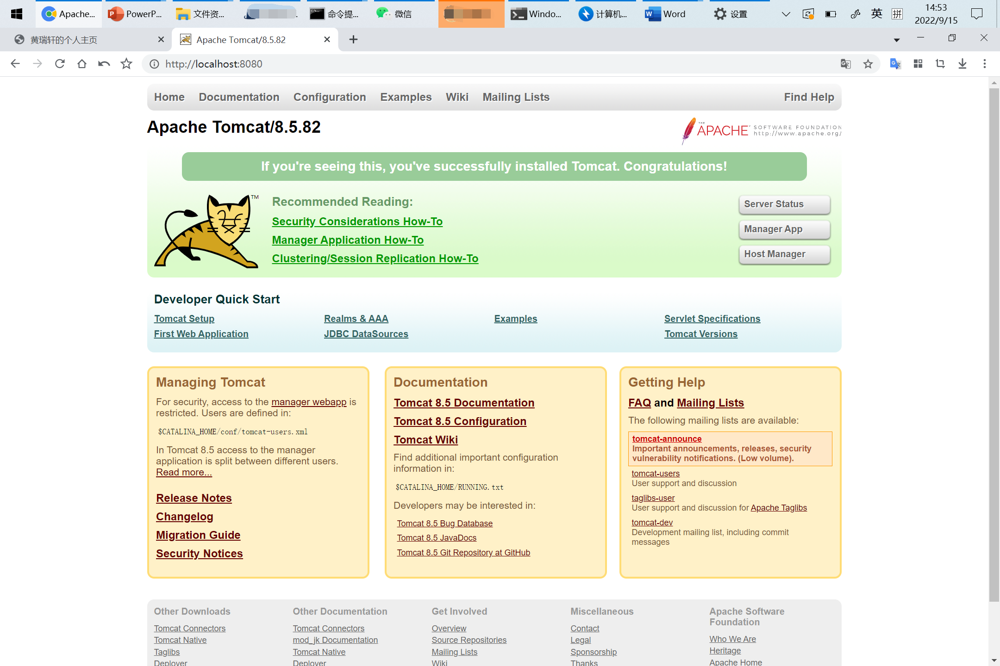 Apache...
PowerP...
文件资...
命令提...
微信
Windo...
计算机...
Word
设置
英
拼
14:53
2022/9/15
黄瑞轩的个人主页
Apache Tomcat/8.5.82
http://localhost:8080
Home
Documentation
Configuration
Examples
Wiki
Mailing Lists
Find Help
Apache Tomcat/8.5.82
THE APACHE SOFTWARE FOUNDATION
http://www.apache.org/
If you're seeing this, you've successfully installed Tomcat. Congratulations!
TM
Recommended Reading:
Security Considerations How-To
Manager Application How-To
Clustering/Session Replication How-To
Server Status
Manager App
Host Manager
Developer Quick Start
Tomcat Setup
First Web Application
Realms & AAA
JDBC DataSources
Examples
Servlet Specifications
Tomcat Versions
Managing Tomcat
For security, access to the manager webapp is
restricted. Users are defined in:
$CATALINA_HOME/conf/tomcat-users.xml
In Tomcat 8.5 access to the manager
application is split between different users.
Read more...
Release Notes
Changelog
Migration Guide
Security Notices
Documentation
Tomcat 8.5 Documentation
Tomcat 8.5 Configuration
Tomcat Wiki
Find additional important configuration
information in:
$CATALINA_HOME/RUNNING.txt
Developers may be interested in:
Tomcat 8.5 Bug Database
Tomcat 8.5 JavaDocs
Tomcat 8.5 Git Repository at GitHub
Getting Help
FAQ and Mailing Lists
The following mailing lists are available:
tomcat-announce
Important announcements, releases, security
vulnerability notifications. (Low volume).
tomcat-users
User support and discussion
taglibs-user
User support and discussion for Apache Taglibs
tomcat-dev
Development mailing list, including commit
messages
Other Downloads
Tomcat Connectors
Tomcat Native
Taglibs
Deployer
Other Documentation
Tomcat Connectors
mod_jk Documentation
Tomcat Native
Deployer
Get Involved
Overview
Source Repositories
Mailing Lists
Wiki
Miscellaneous
Contact
Legal
Sponsorship
Thanks
Apache Software
Foundation
Who We Are
Heritage
Apache Home